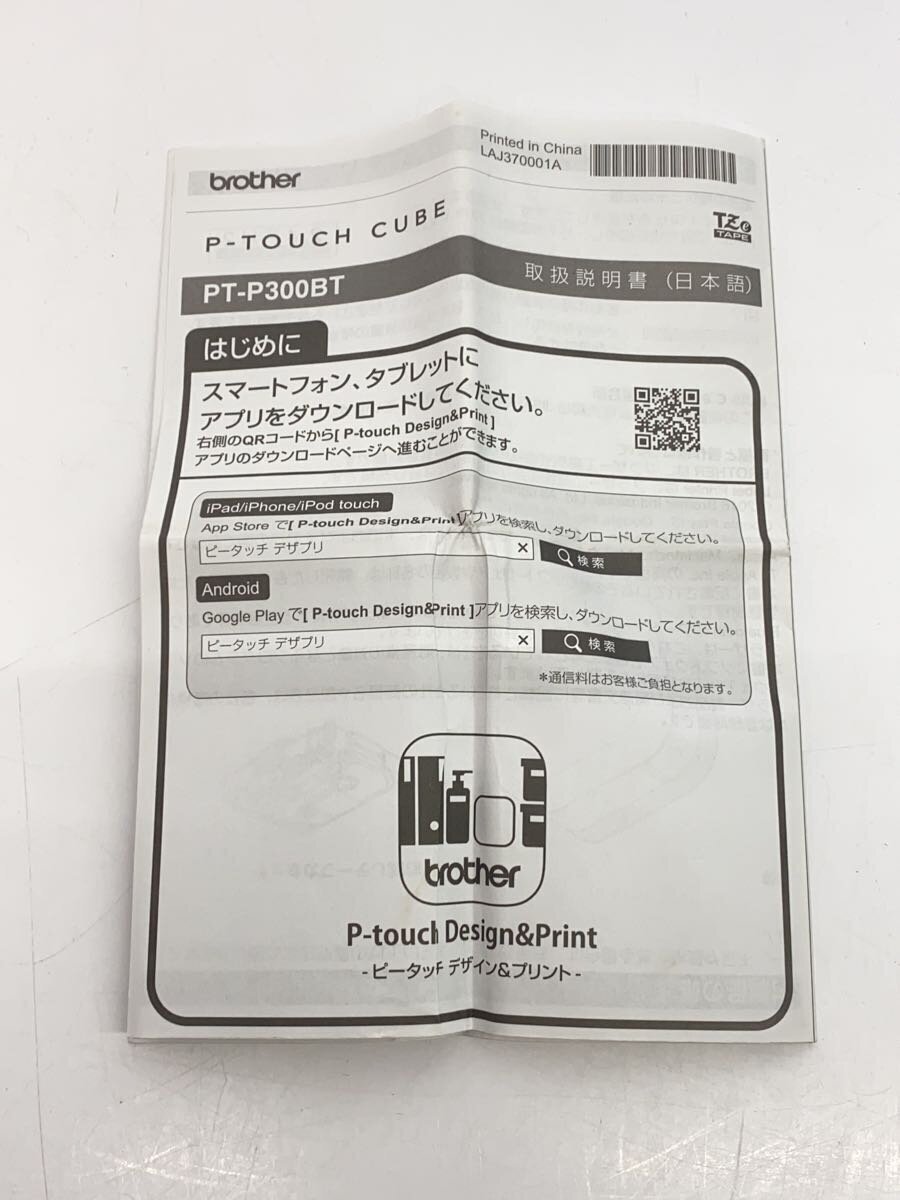 brother
Printed in China
LAJ370001A
P-TOUCH CUBE
TZe
TAPE
PT-P300BT
取扱説明書（日本語）
はじめに
スマートフォン、タブレットに
アプリをダウンロードしてください。
右側のQRコードから[ P-touch Design&Print ]
アプリのダウンロードページへ進むことができます。
iPad/iPhone/iPod touch
App Store で[ P-touch Design&Print ]アプリを検索し、ダウンロードしてください。
ピータッチ デザプリ ×
検索
Android
Google Play で[ P-touch Design&Print ]アプリを検索し、ダウンロードしてください。
ピータッチ デザプリ ×
検索
*通信料はお客様ご負担となります。
brother
P-touch Design&Print
-ピータッチ デザイン&プリント-